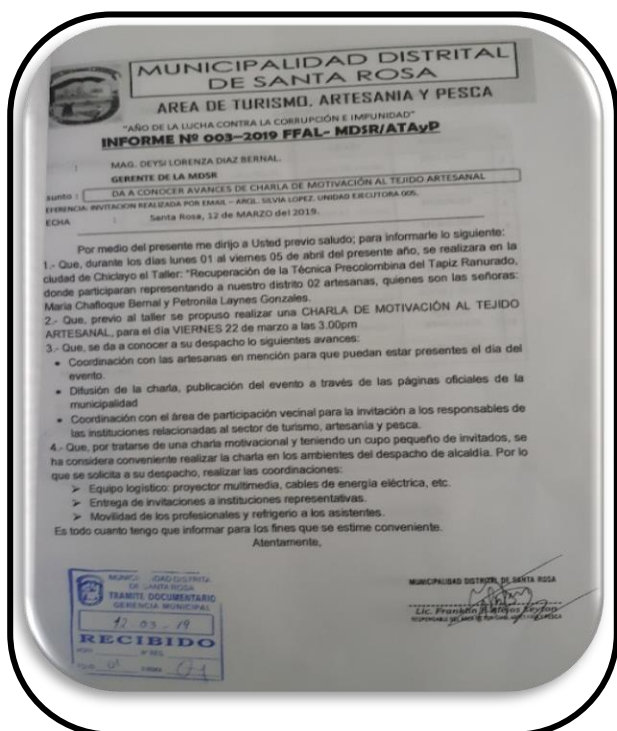 MUNICIPALIDAD DISTRITAL
DE SANTA ROSA
AREA DE TURISMO, ARTESANIA Y PESCA
"AÑO DE LA LUCHA CONTRA LA CORRUPCIÓN E IMPUNIDAD"
INFORME Nº 003–2019 FFAL- MDSR/ATAyP
: MAG. DEYSI LORENZA DIAZ BERNAL.
GERENTE DE LA MDSR
sunto : DA A CONOCER AVANCES DE CHARLA DE MOTIVACIÓN AL TEJIDO ARTESANAL
EFERENCIA: INVITACION REALIZADA POR EMAIL – ARQL. SILVIA LOPEZ. UNIDAD EJECUTORA 005.
ECHA : Santa Rosa, 12 de MARZO del 2019.
Por medio del presente me dirijo a Usted previo saludo; para informarle lo siguiente:
1.- Que, durante los días lunes 01 al viernes 05 de abril del presente año, se realizara en la
ciudad de Chiclayo el Taller: "Recuperación de la Técnica Precolombina del Tapiz Ranurado,
donde participaran representando a nuestro distrito 02 artesanas, quienes son las señoras:
Maria Chafloque Bernal y Petronila Laynes Gonzales.
2.- Que, previo al taller se propuso realizar una CHARLA DE MOTIVACIÓN AL TEJIDO
ARTESANAL, para el día VIERNES 22 de marzo a las 3.00pm
3.- Que, se da a conocer a su despacho lo siguientes avances:
• Coordinación con las artesanas en mención para que puedan estar presentes el día del
evento.
• Difusión de la charla, publicación del evento a través de las páginas oficiales de la
municipalidad
• Coordinación con el área de participación vecinal para la invitación a los responsables de
las instituciones relacionadas al sector de turismo, artesanía y pesca.
4.- Que, por tratarse de una charla motivacional y teniendo un cupo pequeño de invitados, se
ha considera conveniente realizar la charla en los ambientes del despacho de alcaldía. Por lo
que se solicita a su despacho, realizar las coordinaciones:
➢ Equipo logístico: proyector multimedia, cables de energía eléctrica, etc.
➢ Entrega de invitaciones a instituciones representativas.
➢ Movilidad de los profesionales y refrigerio a los asistentes.
Es todo cuanto tengo que informar para los fines que se estime conveniente.
Atentamente,
DAD DISTRITA
DE SANTA ROSA
TRAMITE DOCUMENTARIO
GERENCIA MUNICIPAL
12 - 03 - 19
RECIBIDO
Nº REG.
01
MUNICIPALIDAD DISTRITAL DE SANTA ROSA
Lic. Franklin